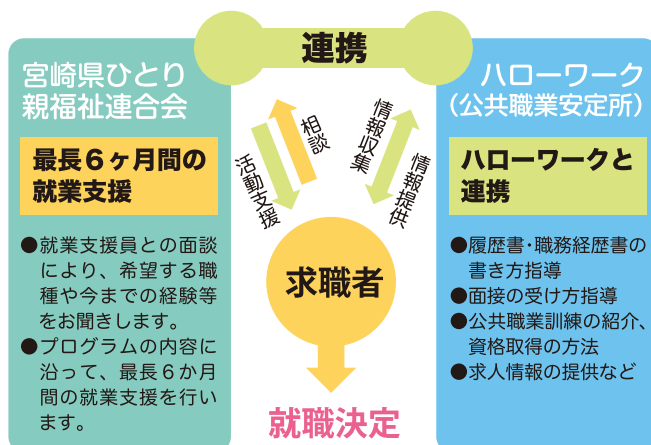 連携
宮崎県ひとり
親福祉連合会
最長６ヶ月間の
就業支援
●就業支援員との面談
により、希望する職
種や今までの経験等
をお聞きします。
●プログラムの内容に
沿って、最長６か月
間の就業支援を行い
ます。
相談
活動支援
情報収集
情報提供
求職者
就職決定
ハローワーク
（公共職業安定所）
ハローワークと
連携
●履歴書・職務経歴書の
書き方指導
●面接の受け方指導
●公共職業訓練の紹介、
資格取得の方法
●求人情報の提供など